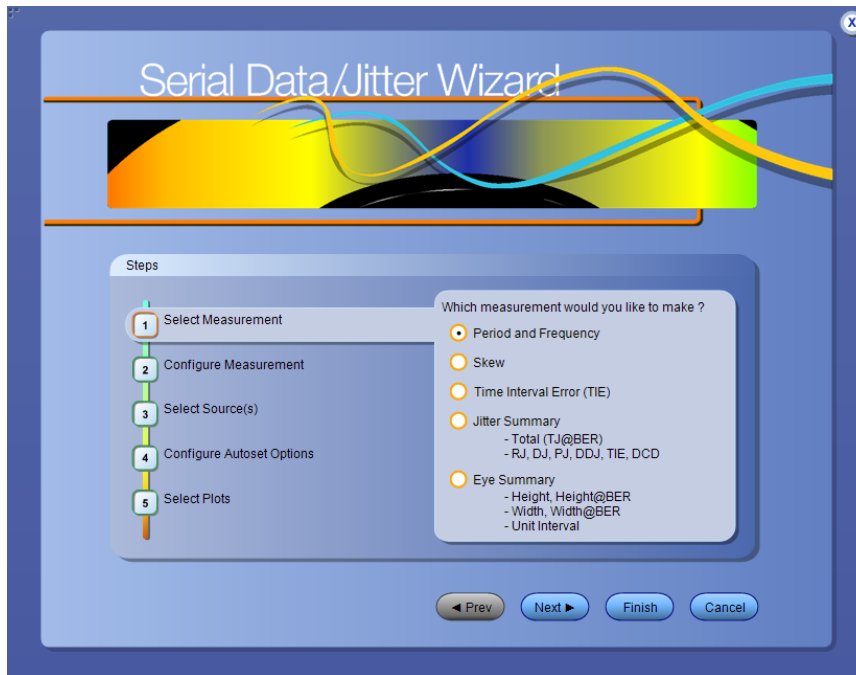 X
Serial Data/Jitter Wizard
Steps
1 Select Measurement
2 Configure Measurement
3 Select Source(s)
4 Configure Autoset Options
5 Select Plots
Which measurement would you like to make ?
Period and Frequency
Skew
Time Interval Error (TIE)
Jitter Summary
- Total (TJ@BER)
- RJ, DJ, PJ, DDJ, TIE, DCD
Eye Summary
- Height, Height@BER
- Width, Width@BER
- Unit Interval
◄ Prev
Next ►
Finish
Cancel